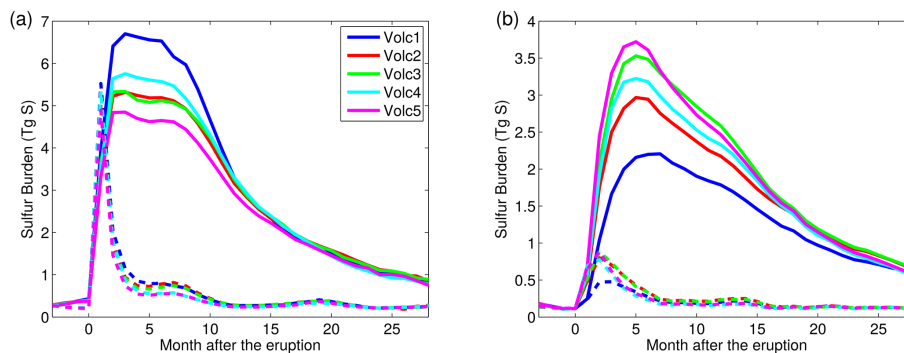 (a)
7
6
5
4
3
2
1
0
Sulfur Burden (Tg S)
0 5 10 15 20 25
Month after the eruption
Volc1
Volc2
Volc3
Volc4
Volc5
(b)
4
3.5
3
2.5
2
1.5
1
0.5
0
Sulfur Burden (Tg S)
0 5 10 15 20 25
Month after the eruption